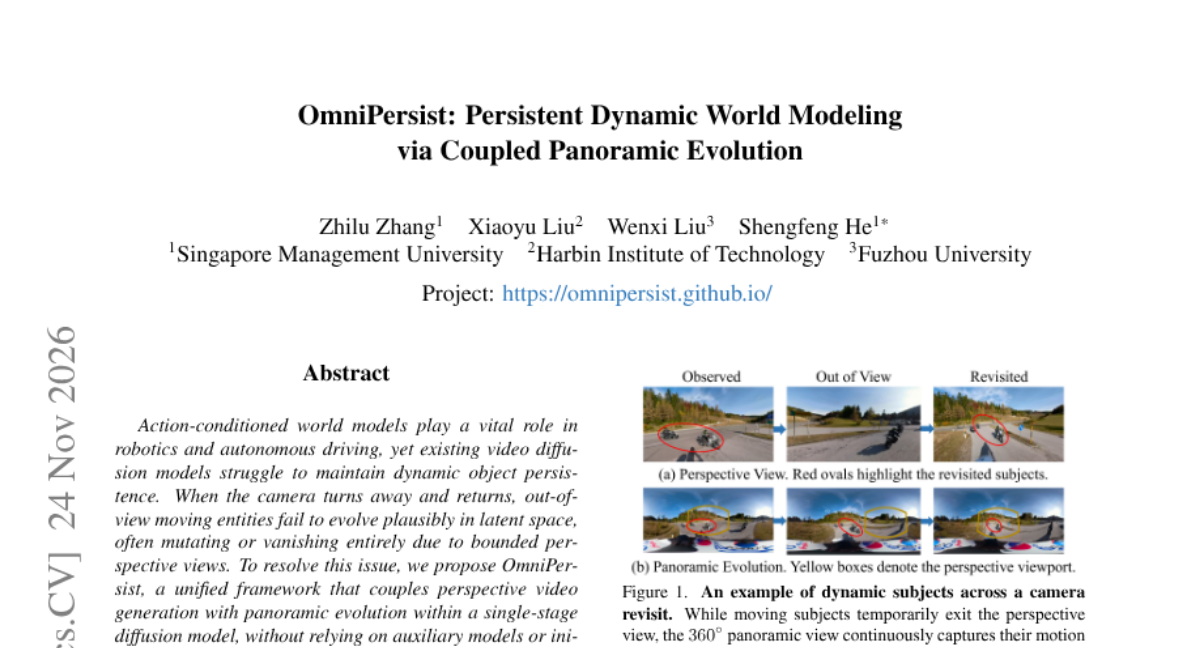 OmniPersist: Persistent Dynamic World Modeling
via Coupled Panoramic Evolution
Zhilu Zhang¹ Xiaoyu Liu² Wenxi Liu³ Shengfeng He¹*
¹Singapore Management University ²Harbin Institute of Technology ³Fuzhou University
Project: https://omnipersist.github.io/
cs.CV] 24 Nov 2026
Abstract
Action-conditioned world models play a vital role in
robotics and autonomous driving, yet existing video diffu-
sion models struggle to maintain dynamic object persis-
tence. When the camera turns away and returns, out-of-
view moving entities fail to evolve plausibly in latent space,
often mutating or vanishing entirely due to bounded per-
spective views. To resolve this issue, we propose OmniPer-
sist, a unified framework that couples perspective video
generation with panoramic evolution within a single-stage
diffusion model, without relying on auxiliary models or ini-
Observed Out of View Revisited
(a) Perspective View. Red ovals highlight the revisited subjects.
(b) Panoramic Evolution. Yellow boxes denote the perspective viewport.
Figure 1. An example of dynamic subjects across a camera
revisit. While moving subjects temporarily exit the perspective
view, the 360° panoramic view continuously captures their motion